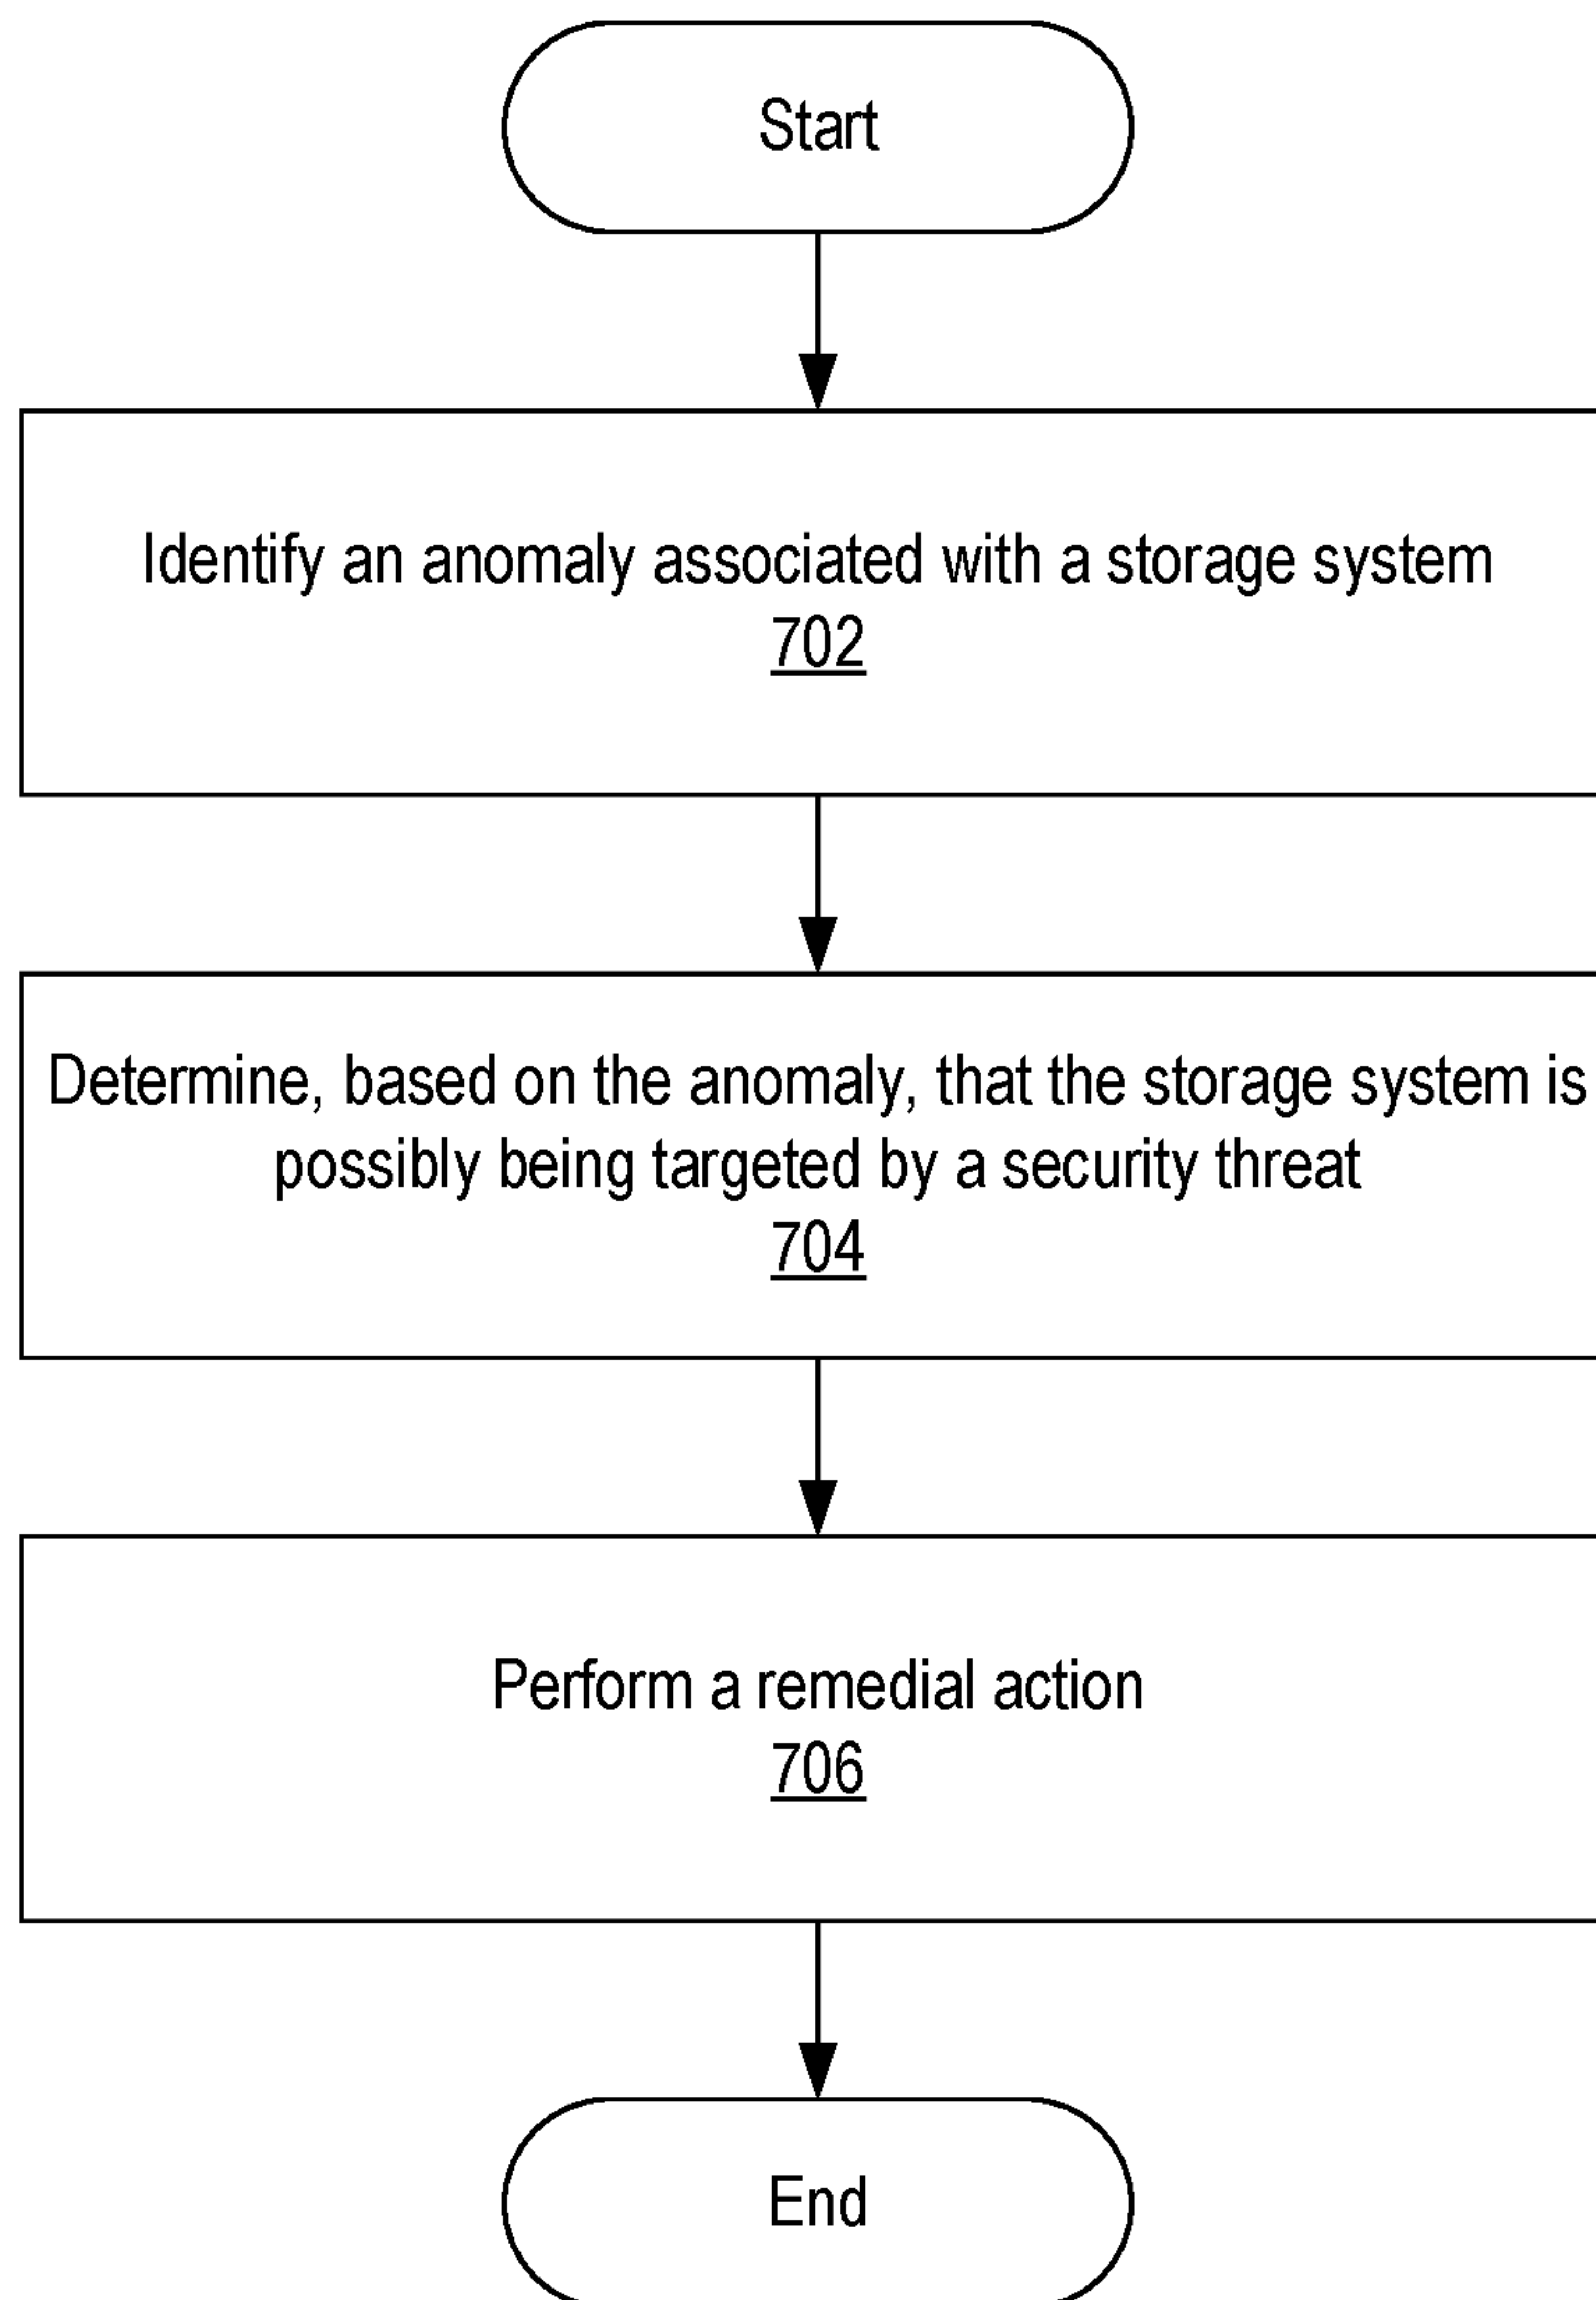 Start
Identify an anomaly associated with a storage system
702
Determine, based on the anomaly, that the storage system is
possibly being targeted by a security threat
704
Perform a remedial action
706
End